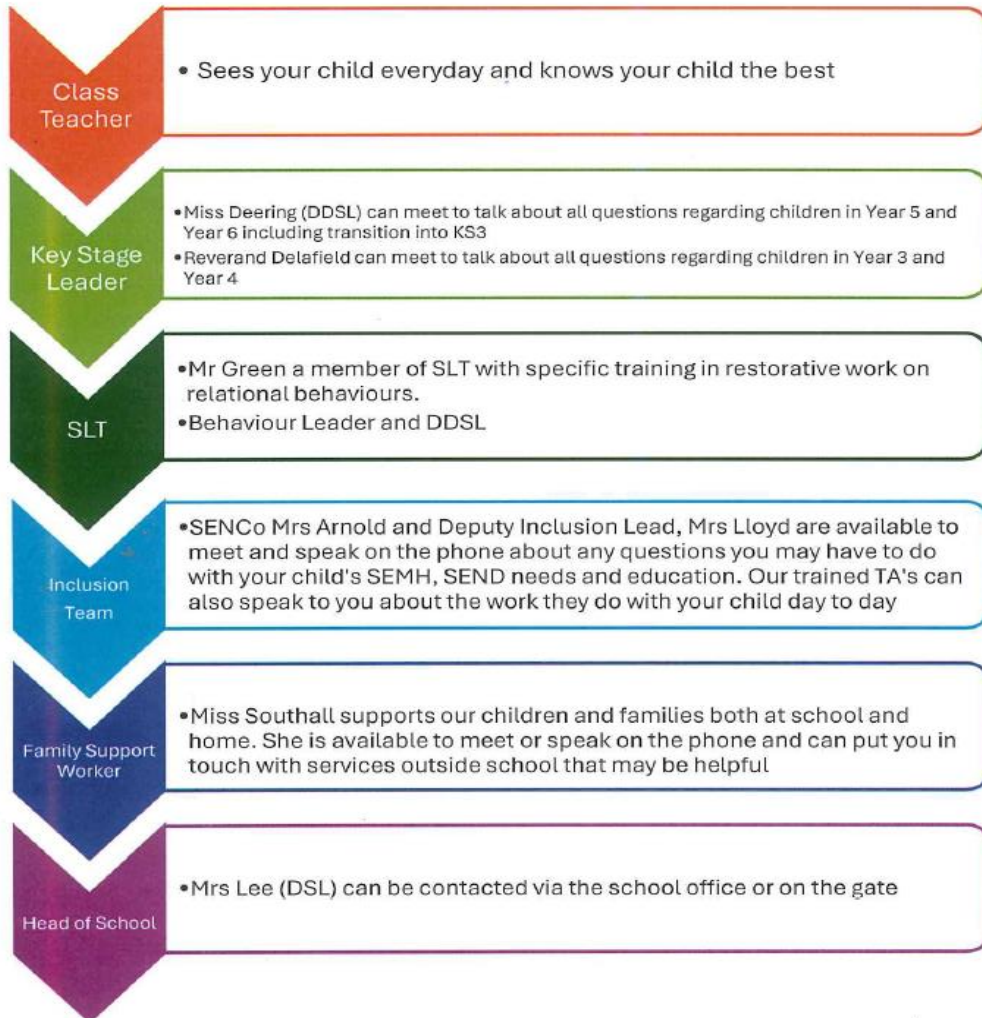 Class
Teacher
• Sees your child everyday and knows your child the best
Key Stage
Leader
•Miss Deering (DDSL) can meet to talk about all questions regarding children in Year 5 and
Year 6 including transition into KS3
•Reverand Delafield can meet to talk about all questions regarding children in Year 3 and
Year 4
SLT
•Mr Green a member of SLT with specific training in restorative work on
relational behaviours.
•Behaviour Leader and DDSL
Inclusion
Team
•SENCo Mrs Arnold and Deputy Inclusion Lead, Mrs Lloyd are available to
meet and speak on the phone about any questions you may have to do
with your child's SEMH, SEND needs and education. Our trained TA's can
also speak to you about the work they do with your child day to day
Family Support
Worker
•Miss Southall supports our children and families both at school and
home. She is available to meet or speak on the phone and can put you in
touch with services outside school that may be helpful
Head of School
•Mrs Lee (DSL) can be contacted via the school office or on the gate